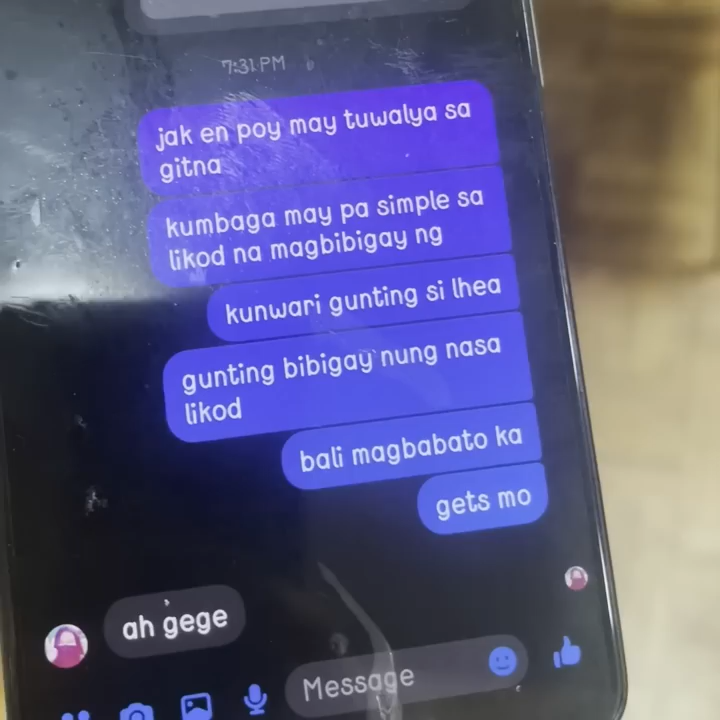 7:31 PM
jak en poy may tuwalya sa
gitna
kumbaga may pa simple sa
likod na magbibigay ng
kunwari gunting si lhea
gunting bibigay nung nasa
likod
bali magbabato ka
gets mo
ah gege
Message